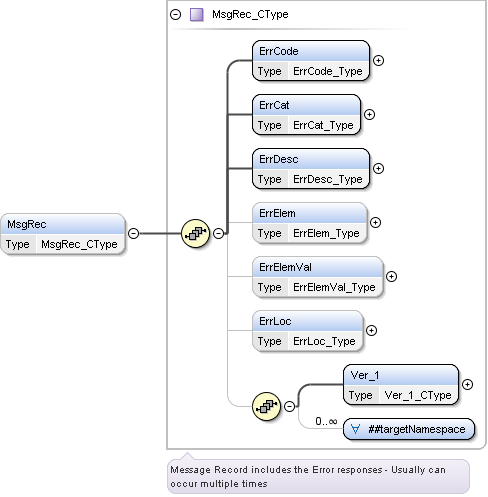 MsgRec_CType
ErrCode
Type ErrCode_Type
ErrCat
Type ErrCat_Type
ErrDesc
Type ErrDesc_Type
MsgRec
Type MsgRec_CType
ErrElem
Type ErrElem_Type
ErrElemVal
Type ErrElemVal_Type
ErrLoc
Type ErrLoc_Type
Ver_1
Type Ver_1_CType
0..∞
∀ ##targetNamespace
Message Record includes the Error responses - Usually can
occur multiple times